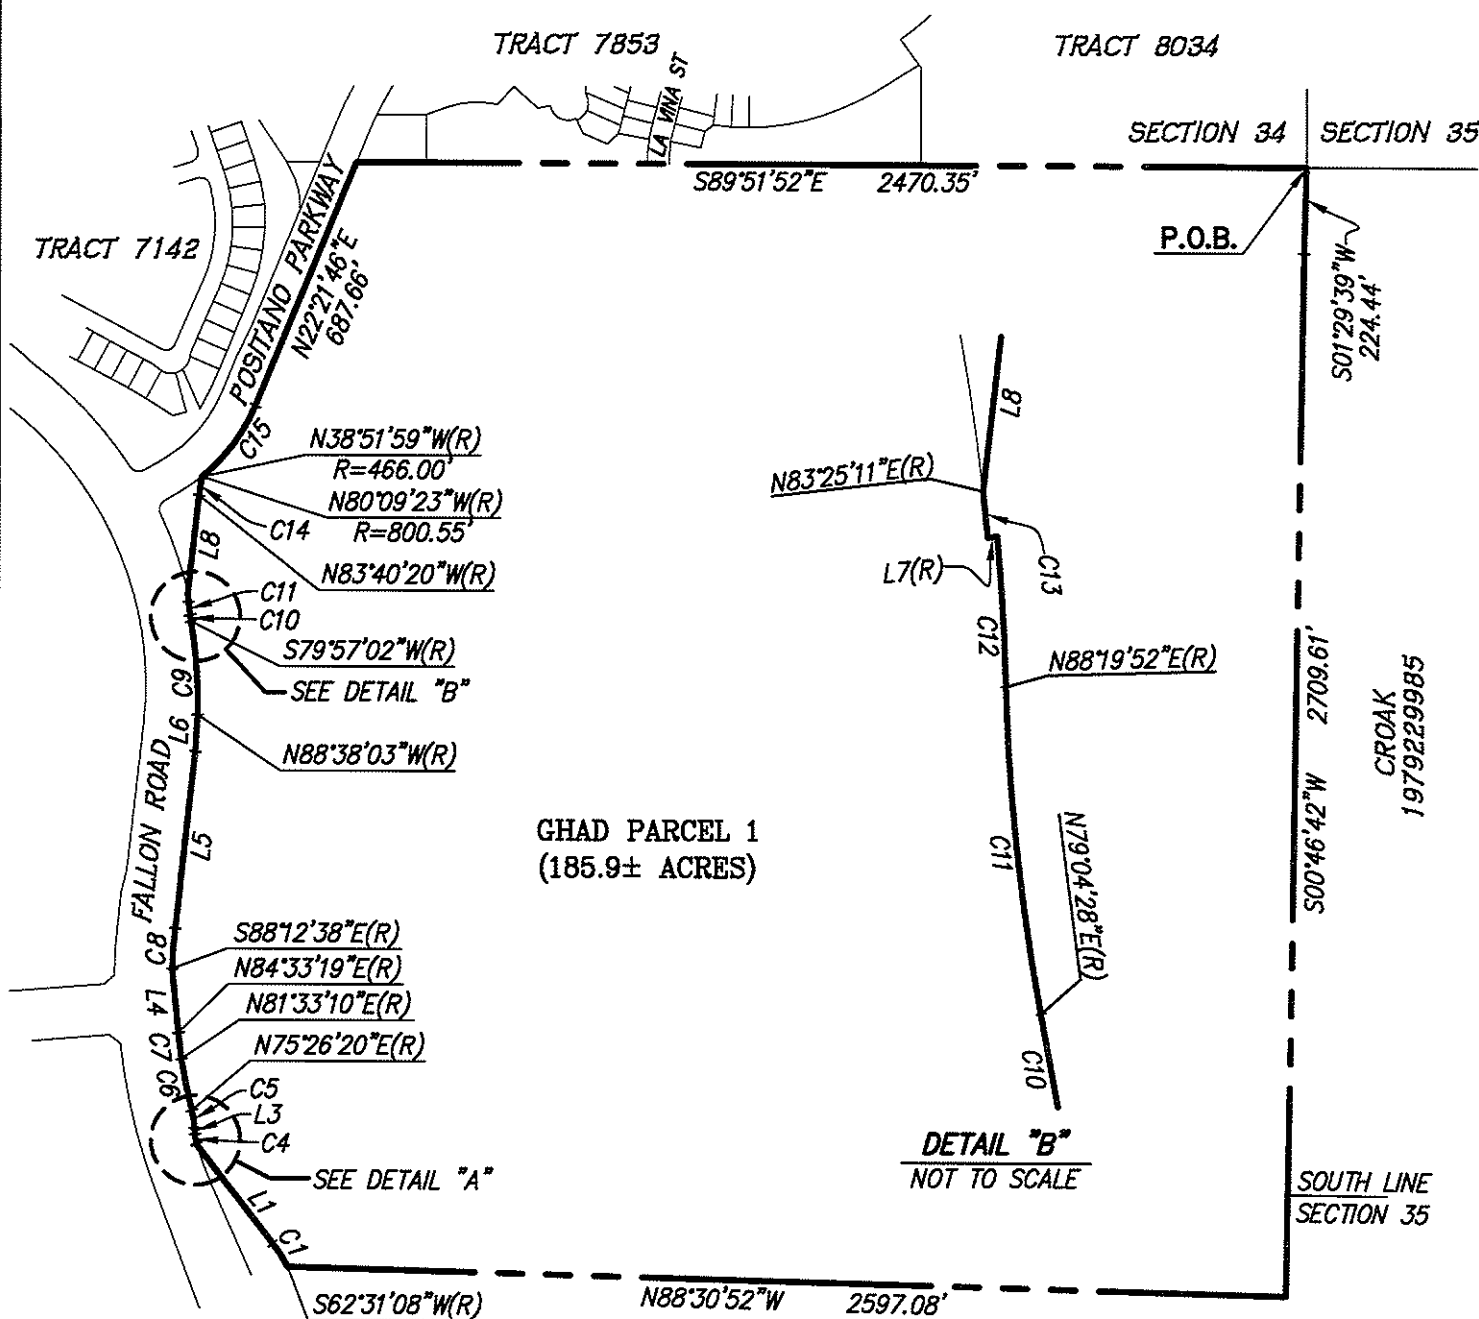 TRACT 7853
TRACT 8034
LA VINA ST
SECTION 34
SECTION 35
S89°51'52"E 2470.35'
P.O.B.
S01°29'39"W
224.44'
TRACT 7142
POSITANO PARKWAY
N22°21'46"E
687.66'
C15
N38°51'59"W(R)
R=466.00'
N80°09'23"W(R)
R=800.55'
C14
L8
N83°40'20"W(R)
C11
C10
S79°57'02"W(R)
SEE DETAIL "B"
C9
L6
N88°38'03"W(R)
FALLON ROAD
L5
GHAD PARCEL 1
(185.9± ACRES)
S88°12'38"E(R)
C8
N84°33'19"E(R)
L4
N81°33'10"E(R)
C7
N75°26'20"E(R)
C6
C5
L3
C4
SEE DETAIL "A"
L1
C1
S62°31'08"W(R)
N88°30'52"W 2597.08'
L8
N83°25'11"E(R)
L7(R)
C13
C12
N88°19'52"E(R)
C11
N79°04'28"E(R)
C10
DETAIL "B"
NOT TO SCALE
S00°46'42"W 2709.61'
CROAK
1979229985
SOUTH LINE
SECTION 35